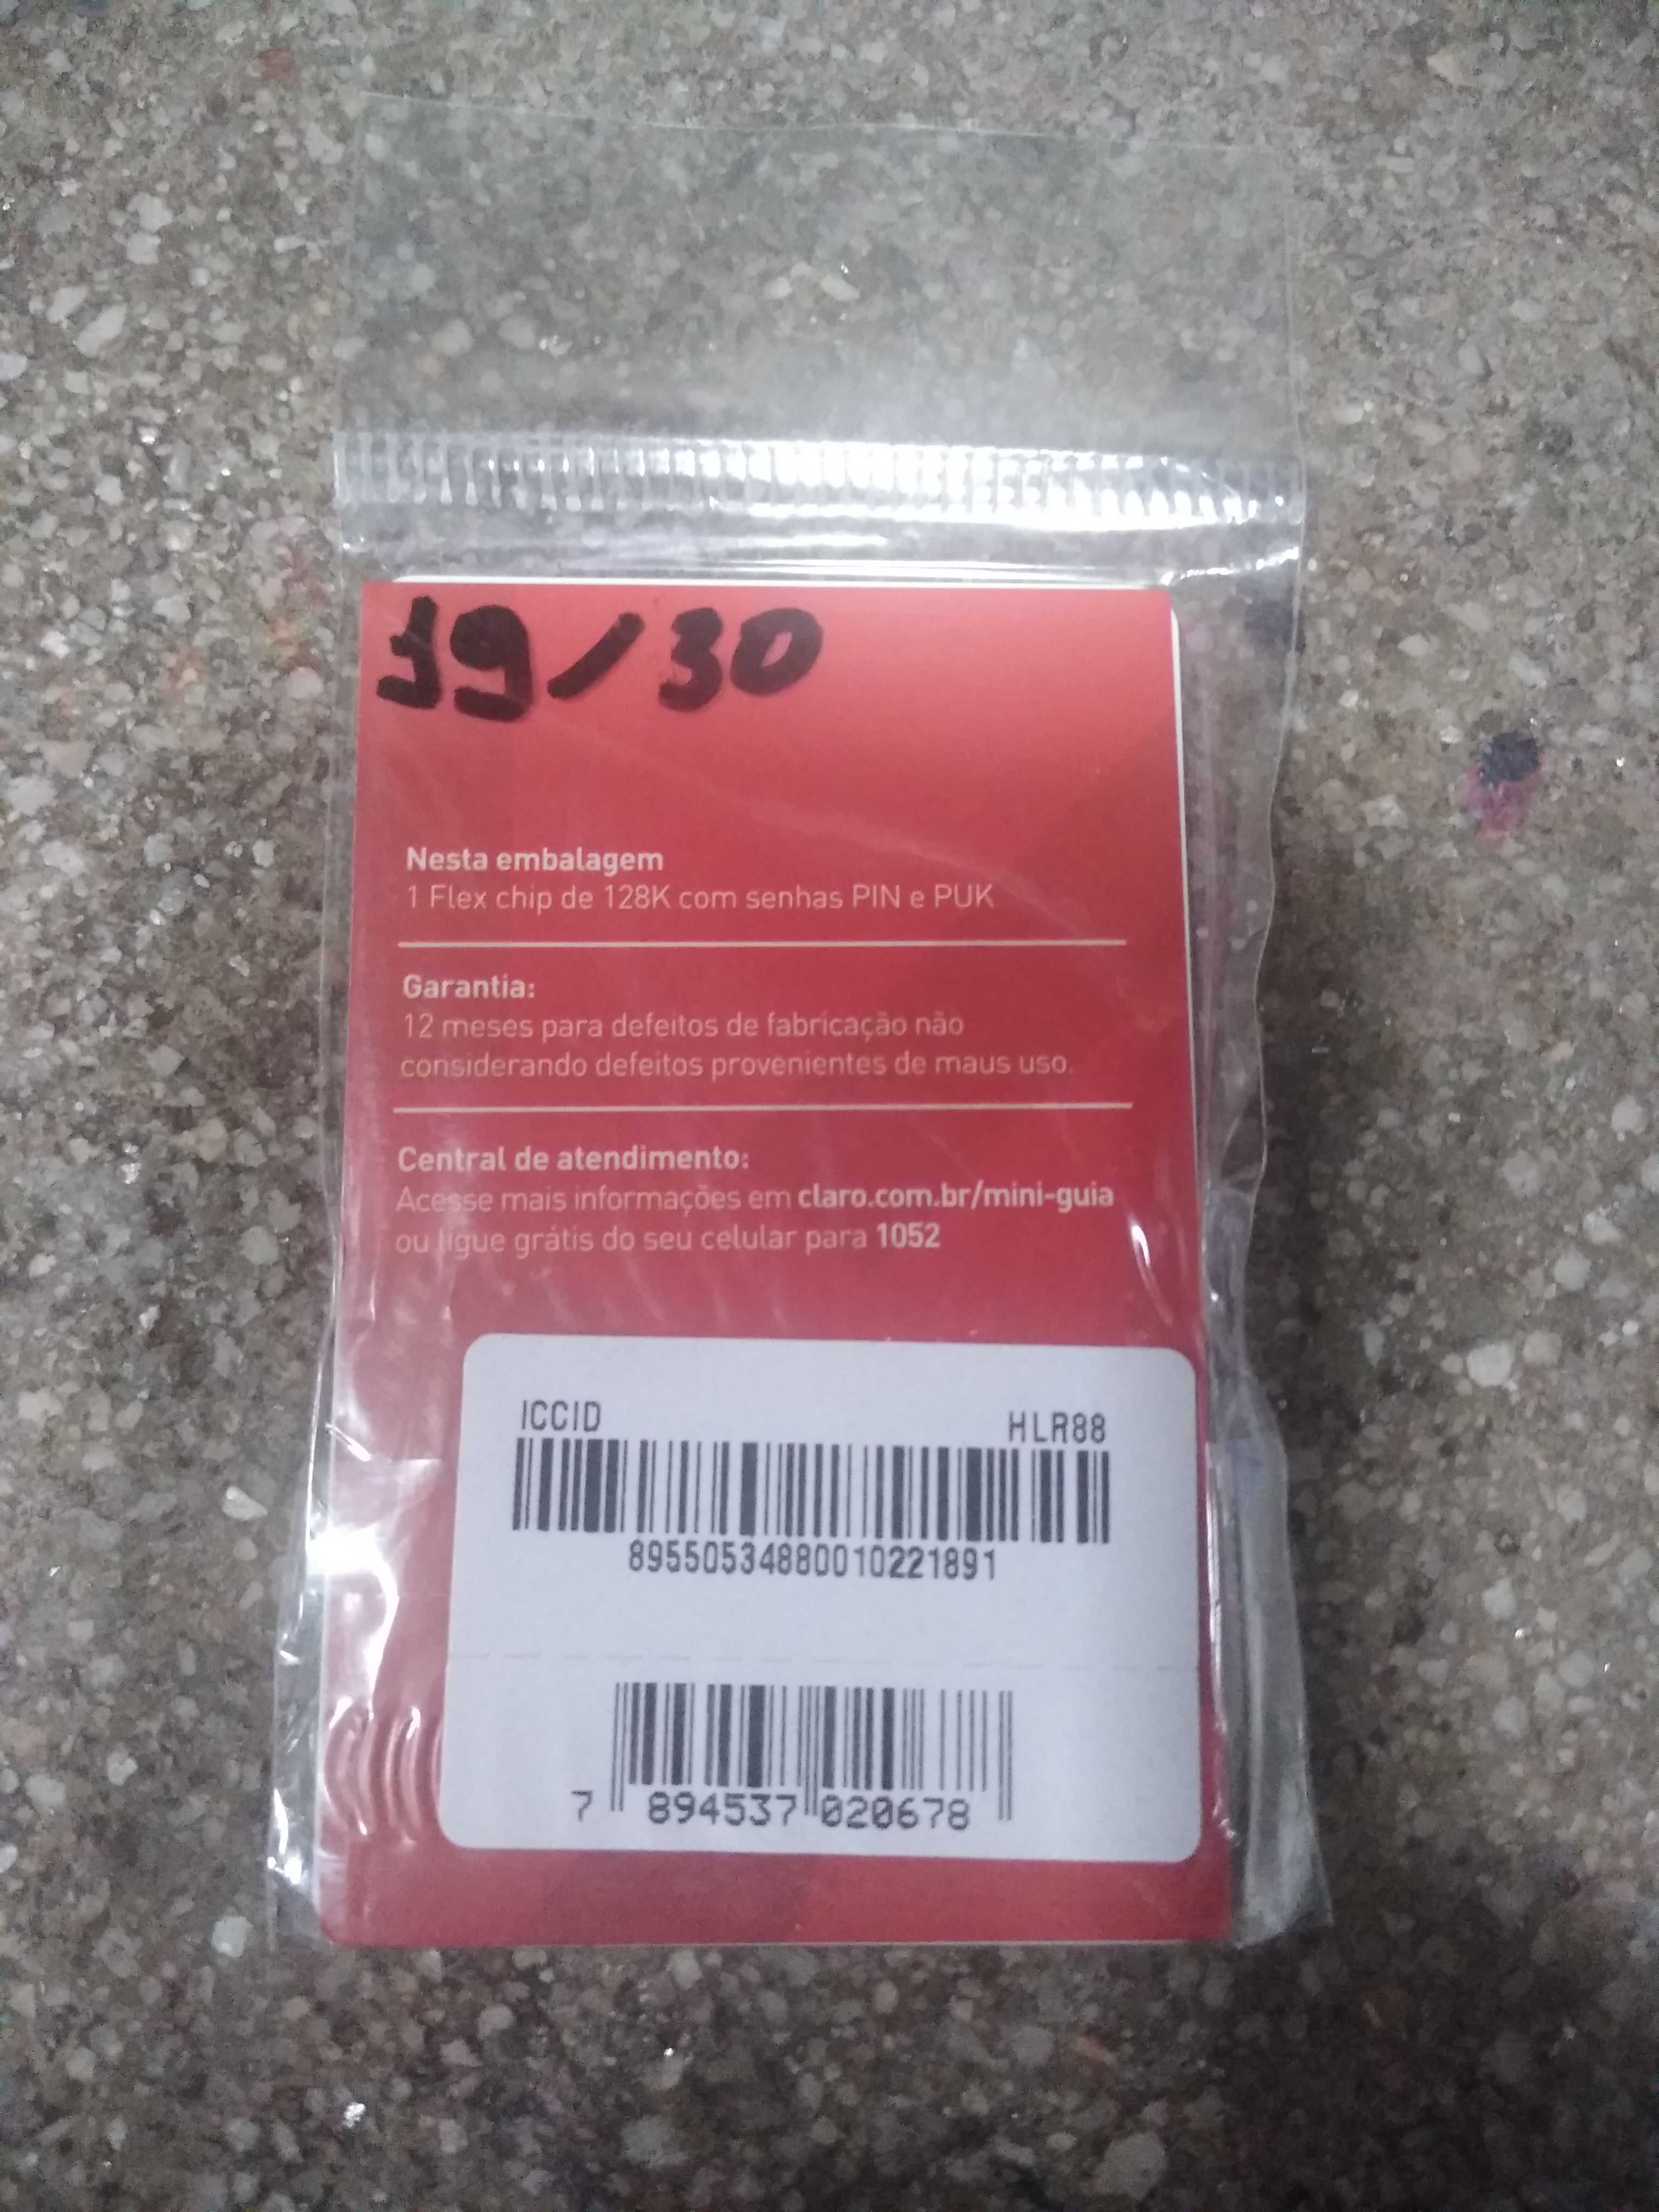 19/30
Nesta embalagem
1 Flex chip de 128K com senhas PIN e PUK
Garantia:
12 meses para defeitos de fabricação não
considerando defeitos provenientes de maus uso.
Central de atendimento:
Acesse mais informações em claro.com.br/mini-guia
ou ligue grátis do seu celular para 1052
ICCID HLR88
89550534880010221891
7 894537 020678